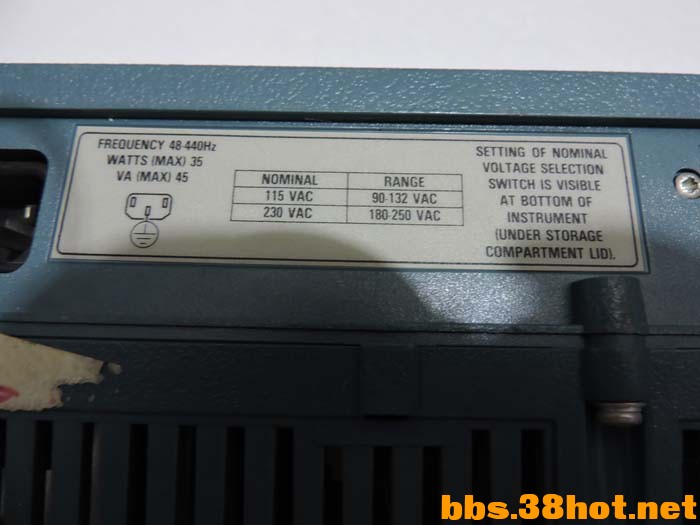 FREQUENCY 48-440Hz
WATTS (MAX) 35
VA (MAX) 45
NOMINAL RANGE
115 VAC 90-132 VAC
230 VAC 180-250 VAC
SETTING OF NOMINAL
VOLTAGE SELECTION
SWITCH IS VISIBLE
AT BOTTOM OF
INSTRUMENT
(UNDER STORAGE
COMPARTMENT LID).
bbs.38hot.net